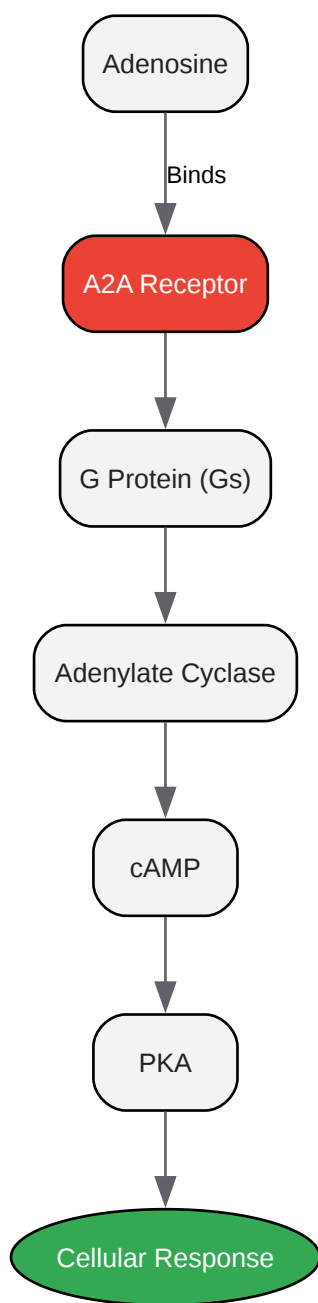 Adenosine
Binds
A2A Receptor
G Protein (Gs)
Adenylate Cyclase
cAMP
PKA
Cellular Response